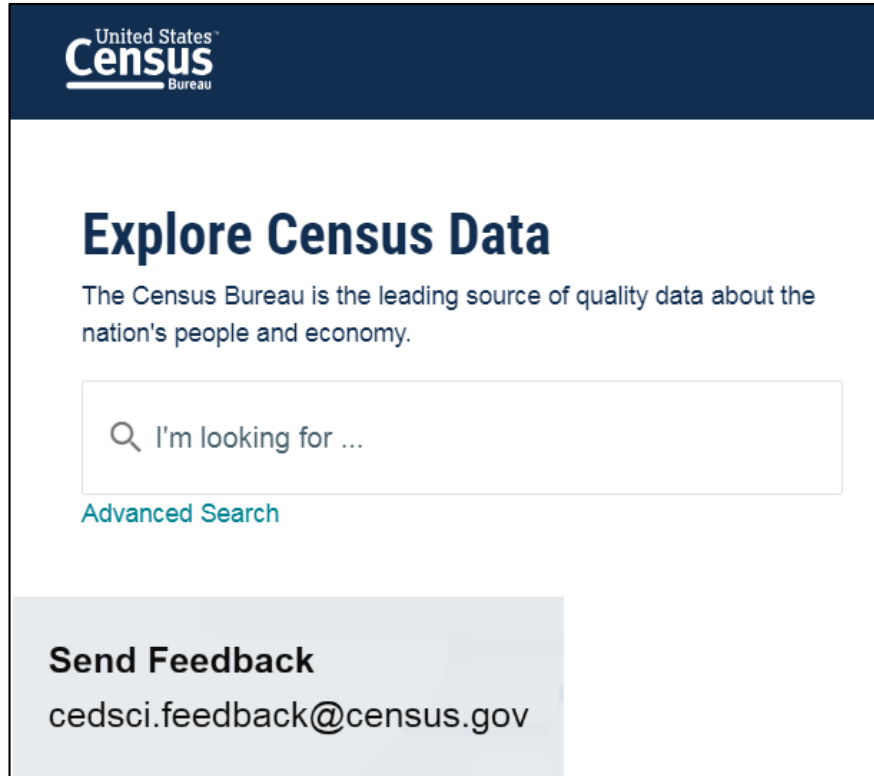 United States™
Census
Bureau
Explore Census Data
The Census Bureau is the leading source of quality data about the
nation's people and economy.
I'm looking for ...
Advanced Search
Send Feedback
cedsci.feedback@census.gov